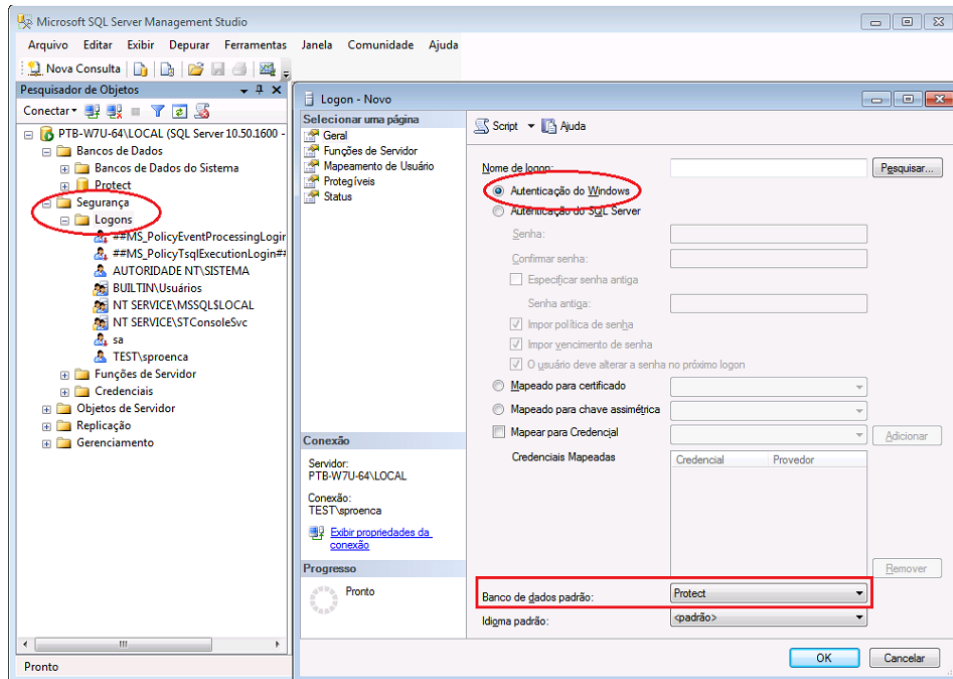 Microsoft SQL Server Management Studio
Arquivo Editar Exibir Depurar Ferramentas Janela Comunidade Ajuda
Nova Consulta
Pesquisador de Objetos
Conectar
PTB-W7U-64\LOCAL (SQL Server 10.50.1600 -
Bancos de Dados
Bancos de Dados do Sistema
Protect
Segurança
Logons
##MS_PolicyEventProcessingLogir
##MS_PolicyTsqlExecutionLogin##
AUTORIDADE NT\SISTEMA
BUILTIN\Usuários
NT SERVICE\MSSQLSLOCAL
NT SERVICE\STConsoleSvc
sa
TEST\sproenca
Funções de Servidor
Credenciais
Objetos de Servidor
Replicação
Gerenciamento
Pronto
Logon - Novo
Selecionar uma página
Geral
Funções de Servidor
Mapeamento de Usuário
Protegíveis
Status
Conexão
Servidor:
PTB-W7U-64\LOCAL
Conexão:
TEST\sproenca
Exibir propriedades da
conexão
Progresso
Pronto
Script Ajuda
Nome de logon: Pesquisar...
Autenticação do Windows
Autenticação do SQL Server
Senha:
Confirmar senha:
Especificar senha antiga
Senha antiga:
Impor política de senha
Impor vencimento de senha
O usuário deve alterar a senha no próximo logon
Mapeado para certificado
Mapeado para chave assimétrica
Mapear para Credencial Adicionar
Credenciais Mapeadas Credencial Provedor
Remover
Banco de dados padrão: Protect
Idioma padrão: <padrão>
OK Cancelar